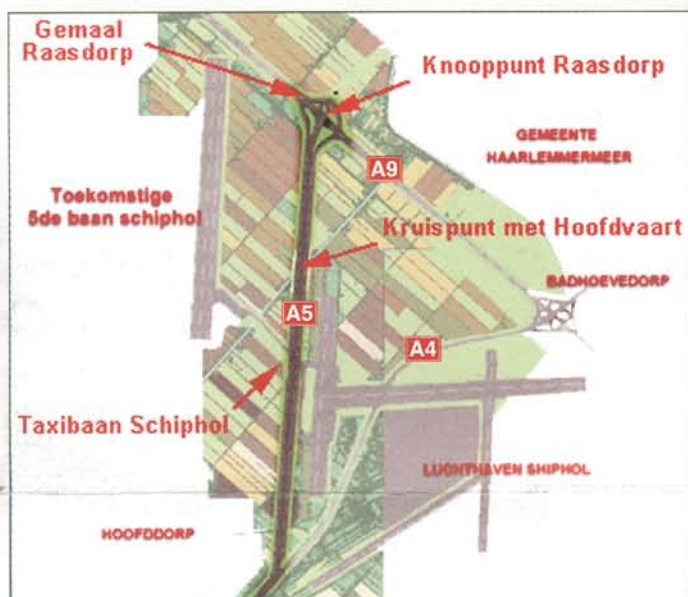 Gemaal
Raasdorp
Knooppunt Raasdorp
GEMEENTE
HAARLEMMERMEER
A9
Toekomstige
5de baan schiphol
Kruispunt met Hoofdvaart
BADHOEVEDORP
A5
A4
Taxibaan Schiphol
LUCHTHAVEN SHIPHOL
HOOFDDORP